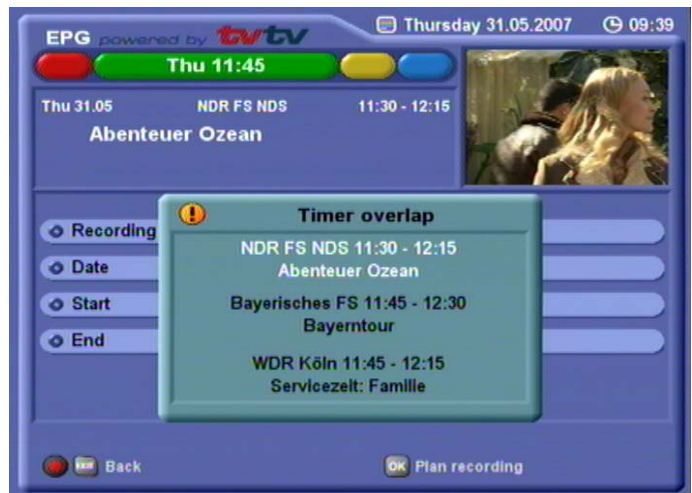 EPG powered by tvtv
Thursday 31.05.2007 09:39
Thu 11:45
Thu 31.05 NDR FS NDS 11:30 - 12:15
Abenteuer Ozean
Recording
Date
Start
End
Timer overlap
NDR FS NDS 11:30 - 12:15
Abenteuer Ozean
Bayerisches FS 11:45 - 12:30
Bayerntour
WDR Köln 11:45 - 12:15
Servicezeit: Familie
EXIT Back
OK Plan recording